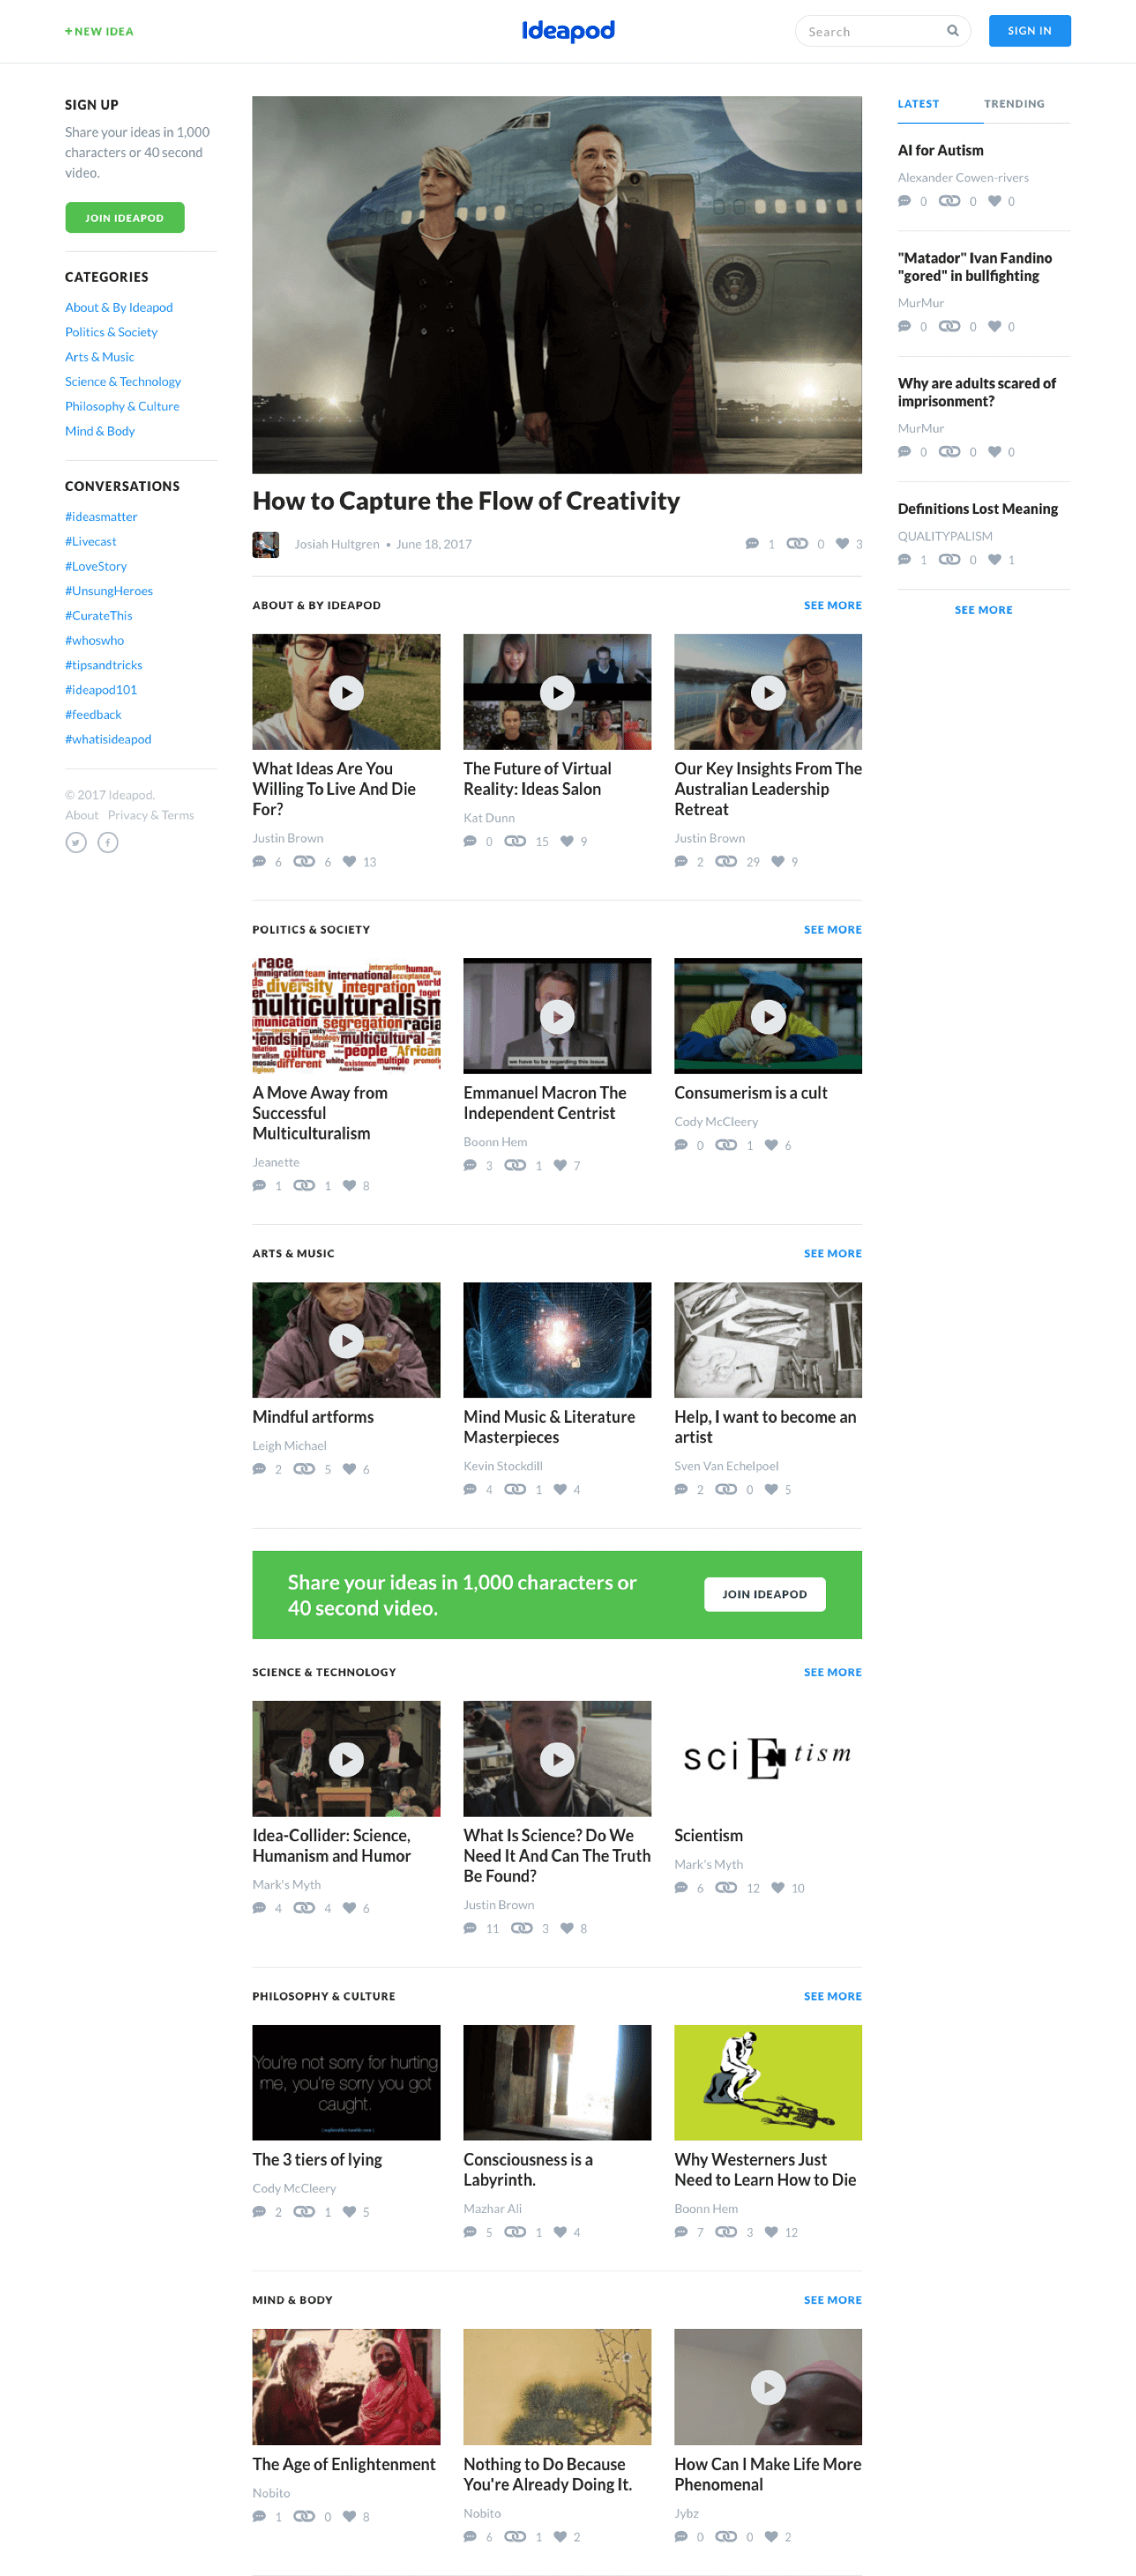 +NEW IDEA
Ideapod
Search
SIGN IN
SIGN UP
Share your ideas in 1,000
characters or 40 second
video.
JOIN IDEAPOD
CATEGORIES
About & By Ideapod
Politics & Society
Arts & Music
Science & Technology
Philosophy & Culture
Mind & Body
CONVERSATIONS
#ideasmatter
#Livecast
#LoveStory
#UnsungHeroes
#CurateThis
#whoswho
#tipsandtricks
#ideapod101
#feedback
#whatisideapod
© 2017 Ideapod.
About Privacy & Terms
How to Capture the Flow of Creativity
Josiah Hultgren • June 18, 2017
1 0 3
ABOUT & BY IDEAPOD
SEE MORE
What Ideas Are You
Willing To Live And Die
For?
Justin Brown
6 6 13
The Future of Virtual
Reality: Ideas Salon
Kat Dunn
0 15 9
Our Key Insights From The
Australian Leadership
Retreat
Justin Brown
2 29 9
POLITICS & SOCIETY
SEE MORE
race
immigration team international human
diversity integration world
multiculturalism
segregation racia
multicultural
culture people African
different white existence multiple
American harmony
A Move Away from
Successful
Multiculturalism
Jeanette
1 1 8
we have to be regarding this issue.
Emmanuel Macron The
Independent Centrist
Boonn Hem
3 1 7
Consumerism is a cult
Cody McCleery
0 1 6
ARTS & MUSIC
SEE MORE
Mindful artforms
Leigh Michael
2 5 6
Mind Music & Literature
Masterpieces
Kevin Stockdill
4 1 4
Help, I want to become an
artist
Sven Van Echelpoel
2 0 5
Share your ideas in 1,000 characters or
40 second video.
JOIN IDEAPOD
SCIENCE & TECHNOLOGY
SEE MORE
Idea-Collider: Science,
Humanism and Humor
Mark's Myth
4 4 6
What Is Science? Do We
Need It And Can The Truth
Be Found?
Justin Brown
11 3 8
sciEntism
Scientism
Mark's Myth
6 12 10
PHILOSOPHY & CULTURE
SEE MORE
You're not sorry for hurting
me, you're sorry you got
caught.
The 3 tiers of lying
Cody McCleery
2 1 5
Consciousness is a
Labyrinth.
Mazhar Ali
5 1 4
Why Westerners Just
Need to Learn How to Die
Boonn Hem
7 3 12
MIND & BODY
SEE MORE
The Age of Enlightenment
Nobito
1 0 8
Nothing to Do Because
You're Already Doing It.
Nobito
6 1 2
How Can I Make Life More
Phenomenal
Jybz
0 0 2
LATEST
TRENDING
AI for Autism
Alexander Cowen-rivers
0 0 0
"Matador" Ivan Fandino
"gored" in bullfighting
MurMur
0 0 0
Why are adults scared of
imprisonment?
MurMur
0 0 0
Definitions Lost Meaning
QUALITYPALISM
1 0 1
SEE MORE